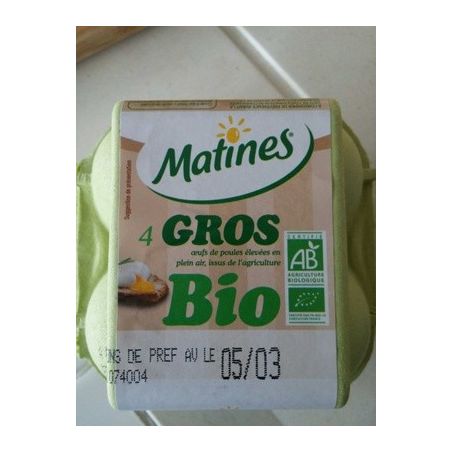 Matines
Suggestion de présentation
4 GROS
œufs de poules élevées en
plein air, issus de l'agriculture
Bio
CERTIFIÉ
AB
AGRICULTURE
BIOLOGIQUE
DE PREF AV LE 05/03
074004